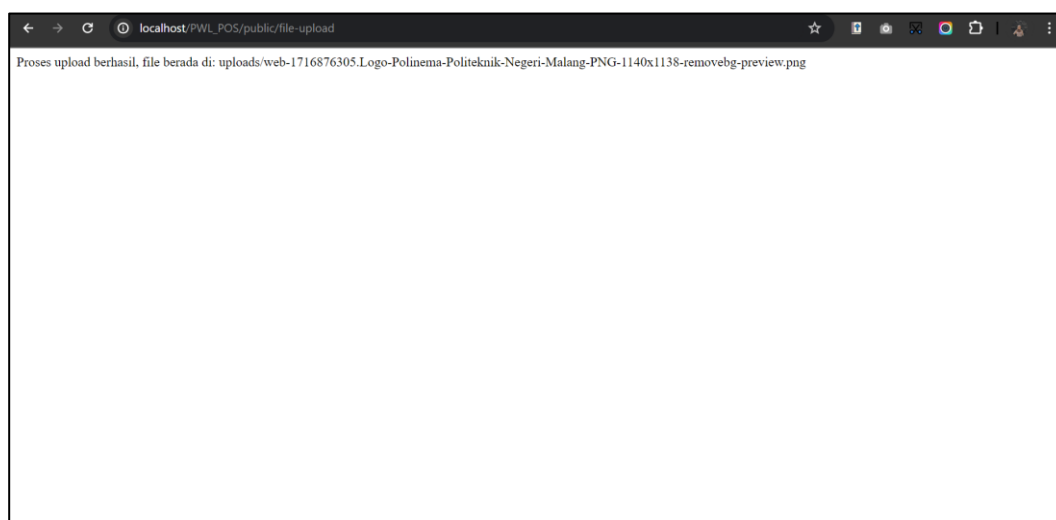 localhost/PWL_POS/public/file-upload
Proses upload berhasil, file berada di: uploads/web-1716876305.Logo-Polinema-Politeknik-Negeri-Malang-PNG-1140x1138-removebg-preview.png